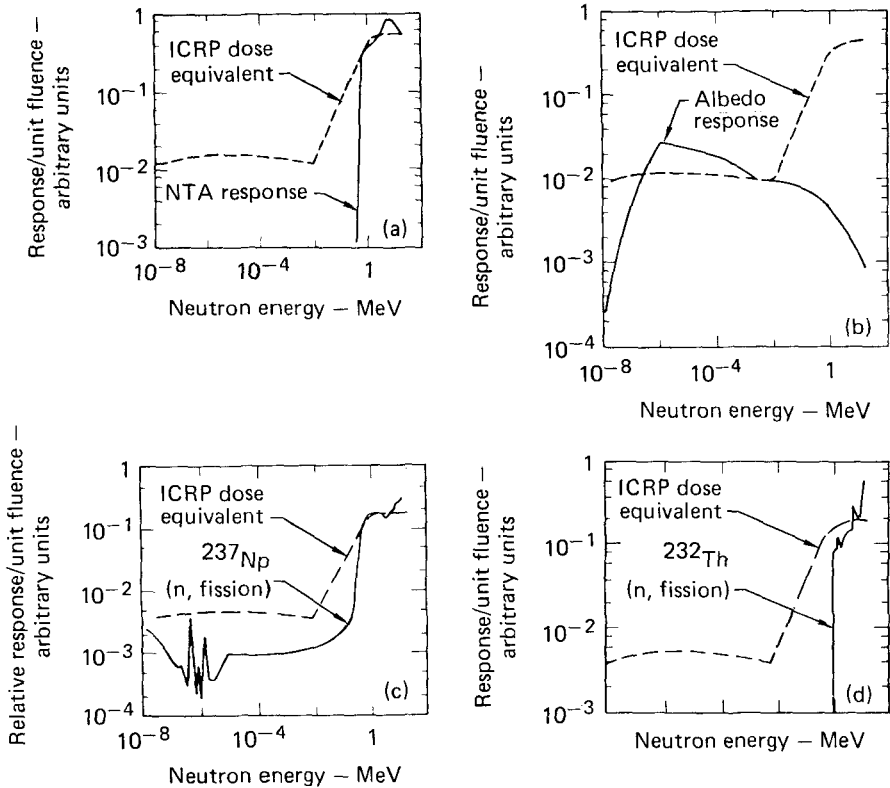 Response/unit fluence —
arbitrary units
1
10⁻¹
10⁻²
10⁻³
ICRP dose
equivalent
NTA response
(a)
10⁻⁸
10⁻⁴
1
Neutron energy — MeV
Response/unit fluence —
arbitrary units
1
10⁻¹
10⁻²
10⁻³
10⁻⁴
ICRP dose
equivalent
Albedo
response
(b)
10⁻⁸
10⁻⁴
1
Neutron energy — MeV
Relative response/unit fluence —
arbitrary units
1
10⁻¹
10⁻²
10⁻³
10⁻⁴
ICRP dose
equivalent
²³⁷Np
(n, fission)
(c)
10⁻⁸
10⁻⁴
1
Neutron energy — MeV
Response/unit fluence —
arbitrary units
1
10⁻¹
10⁻²
10⁻³
ICRP dose
equivalent
²³²Th
(n, fission)
(d)
Neutron energy — MeV